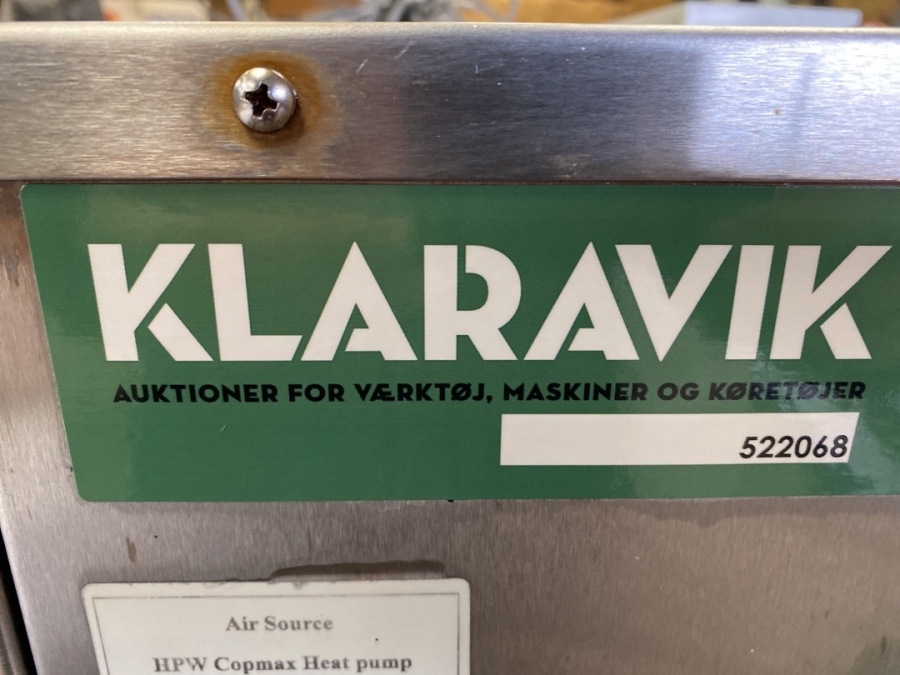 KLARAVIK
AUKTIONER FOR VÆRKTØJ, MASKINER OG KØRETØJER
522068
Air Source
HPW Copmax Heat pump